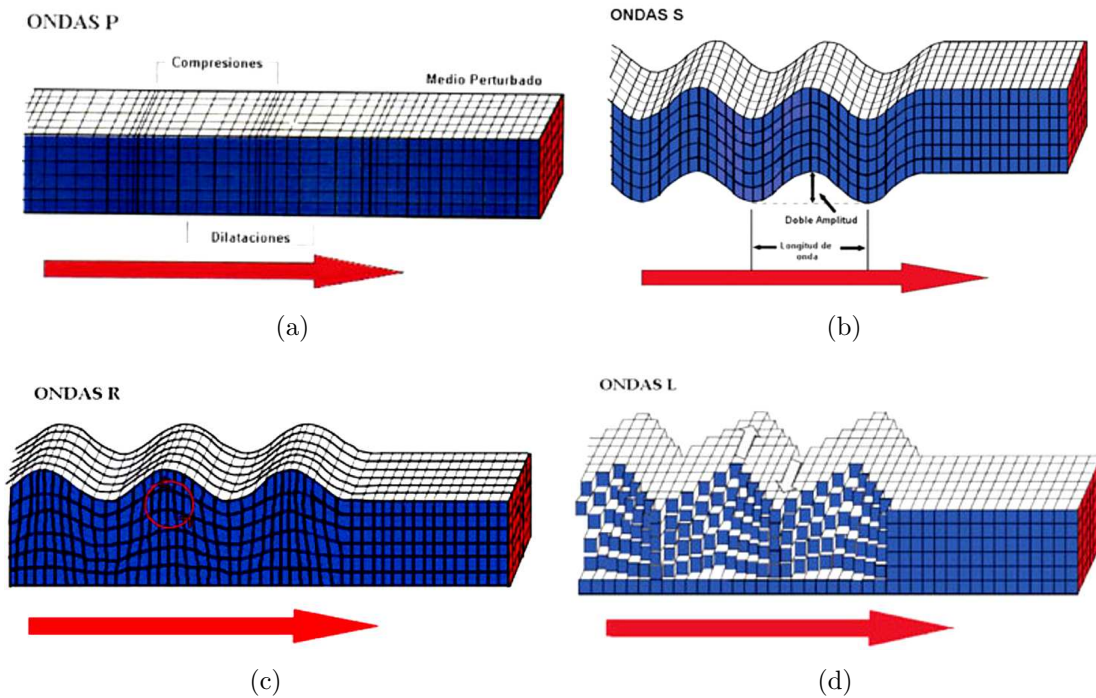 ONDAS P
Compresiones
Medio Perturbado
Dilataciones
(a)
ONDAS S
Doble Amplitud
Longitud de
onda
(b)
ONDAS R
(c)
ONDAS L
(d)